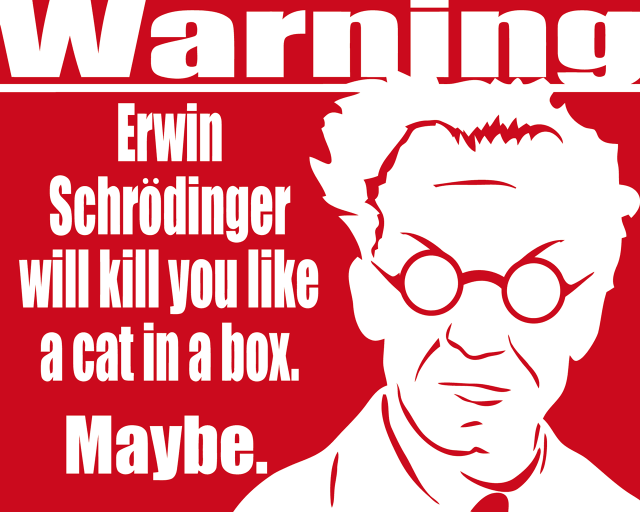 Warning
Erwin
Schrödinger
will kill you like
a cat in a box.
Maybe.